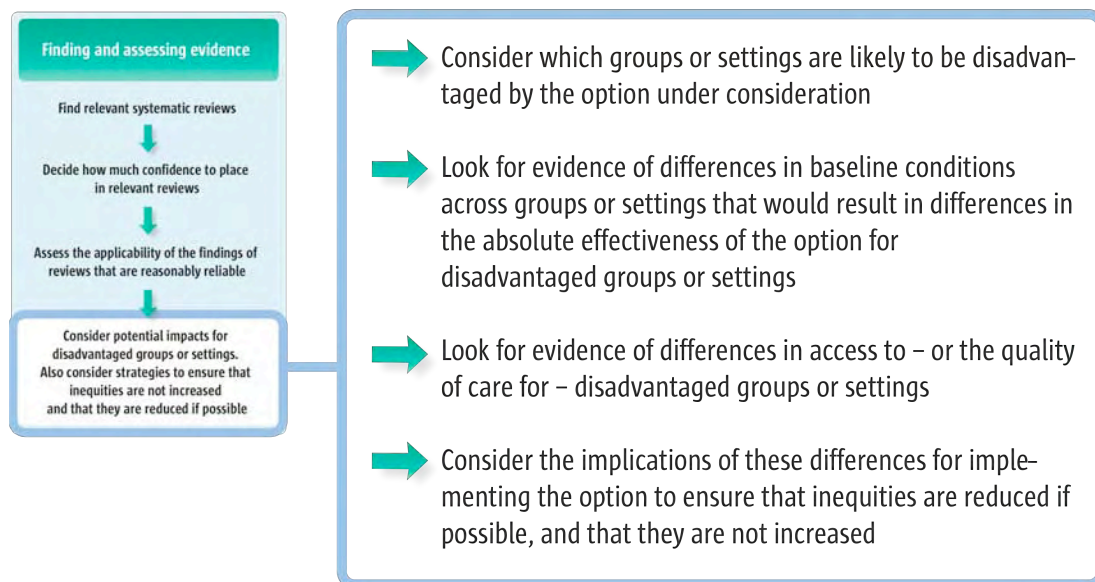 Finding and assessing evidence
Find relevant systematic reviews
Decide how much confidence to place
in relevant reviews
Assess the applicability of the findings of
reviews that are reasonably reliable
Consider potential impacts for
disadvantaged groups or settings.
Also consider strategies to ensure that
inequities are not increased
and that they are reduced if possible
Consider which groups or settings are likely to be disadvan–
taged by the option under consideration
Look for evidence of differences in baseline conditions
across groups or settings that would result in differences in
the absolute effectiveness of the option for
disadvantaged groups or settings
Look for evidence of differences in access to – or the quality
of care for – disadvantaged groups or settings
Consider the implications of these differences for imple–
menting the option to ensure that inequities are reduced if
possible, and that they are not increased